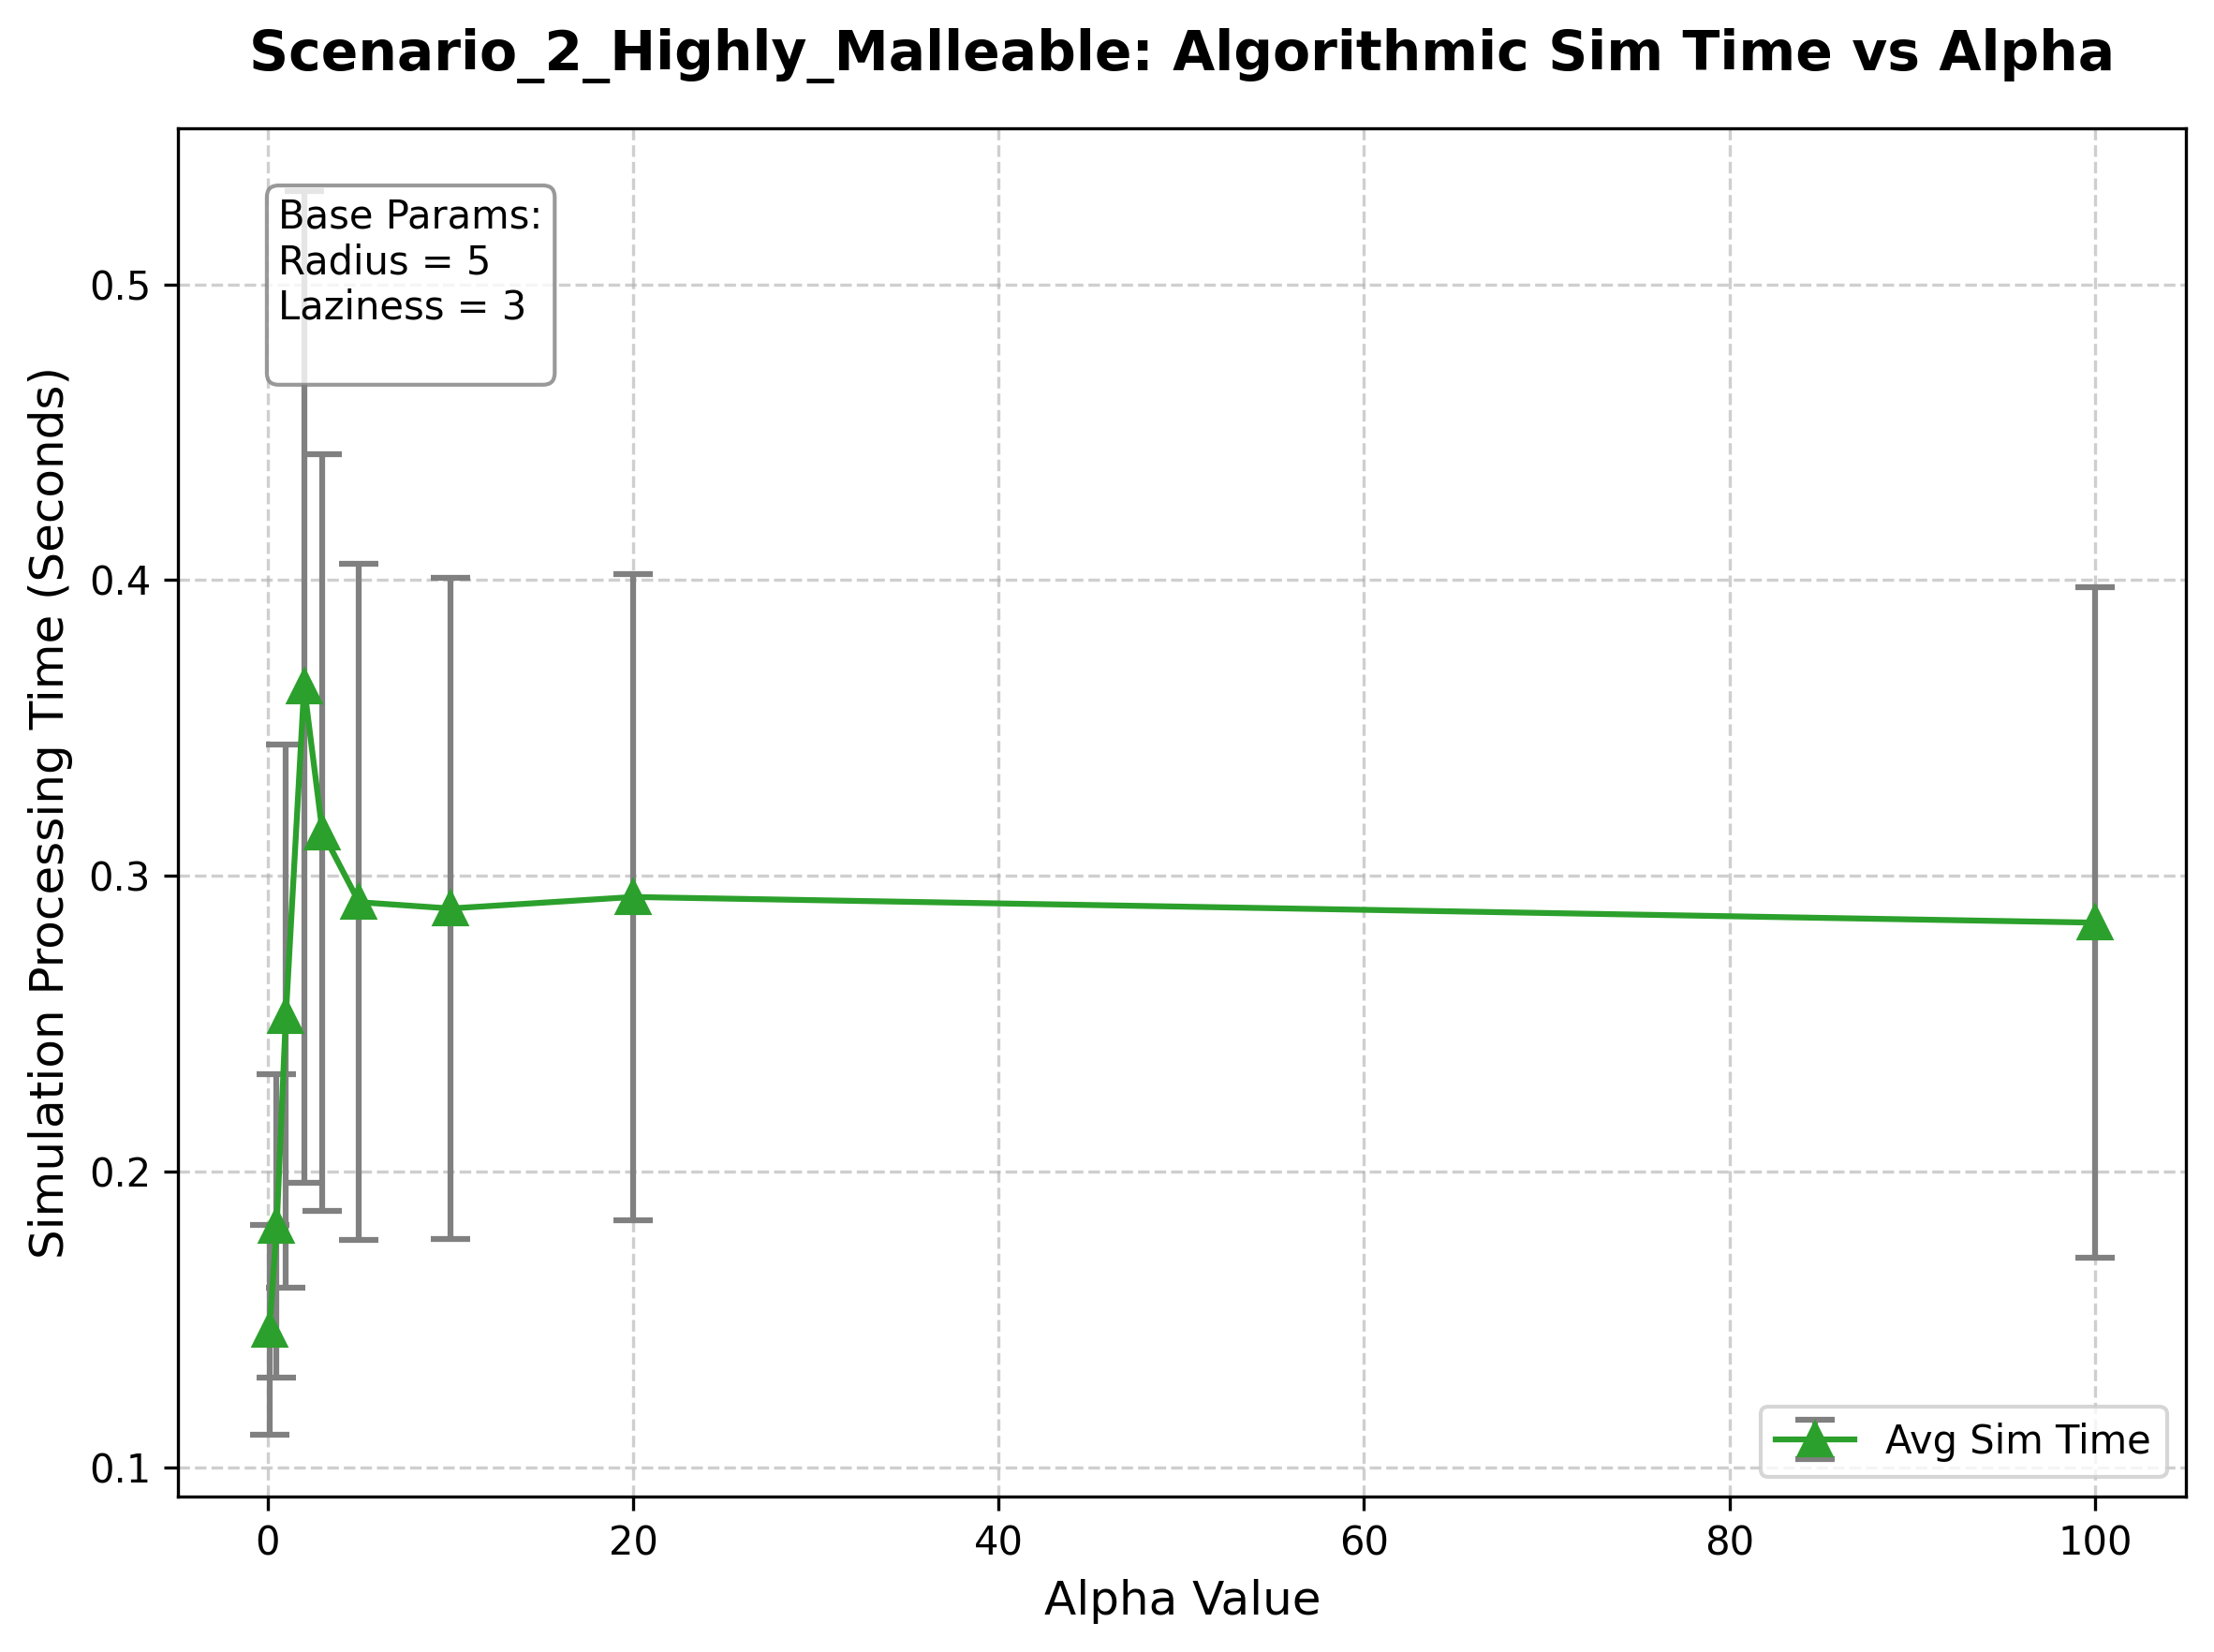 Scenario_2_Highly_Malleable: Algorithmic Sim Time vs Alpha
Base Params:
Radius = 5
Laziness = 3
Simulation Processing Time (Seconds)
0.5
0.4
0.3
0.2
0.1
Avg Sim Time
0 20 40 60 80 100
Alpha Value